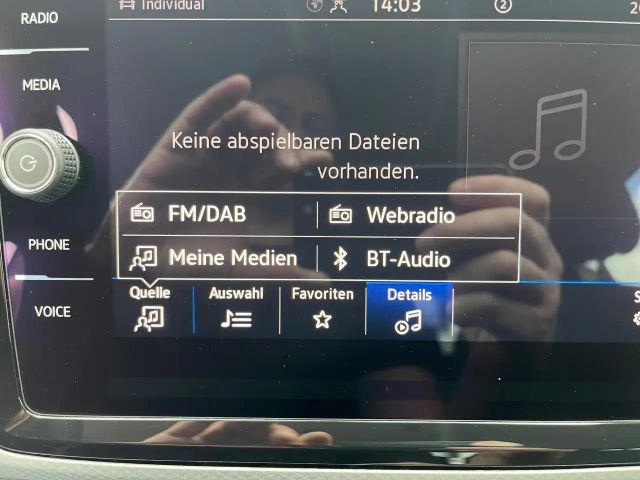 RADIO
Individual
14:03
2
MEDIA
Keine abspielbaren Dateien
vorhanden.
FM/DAB
Webradio
Meine Medien
BT-Audio
PHONE
Quelle
Auswahl
Favoriten
Details
VOICE